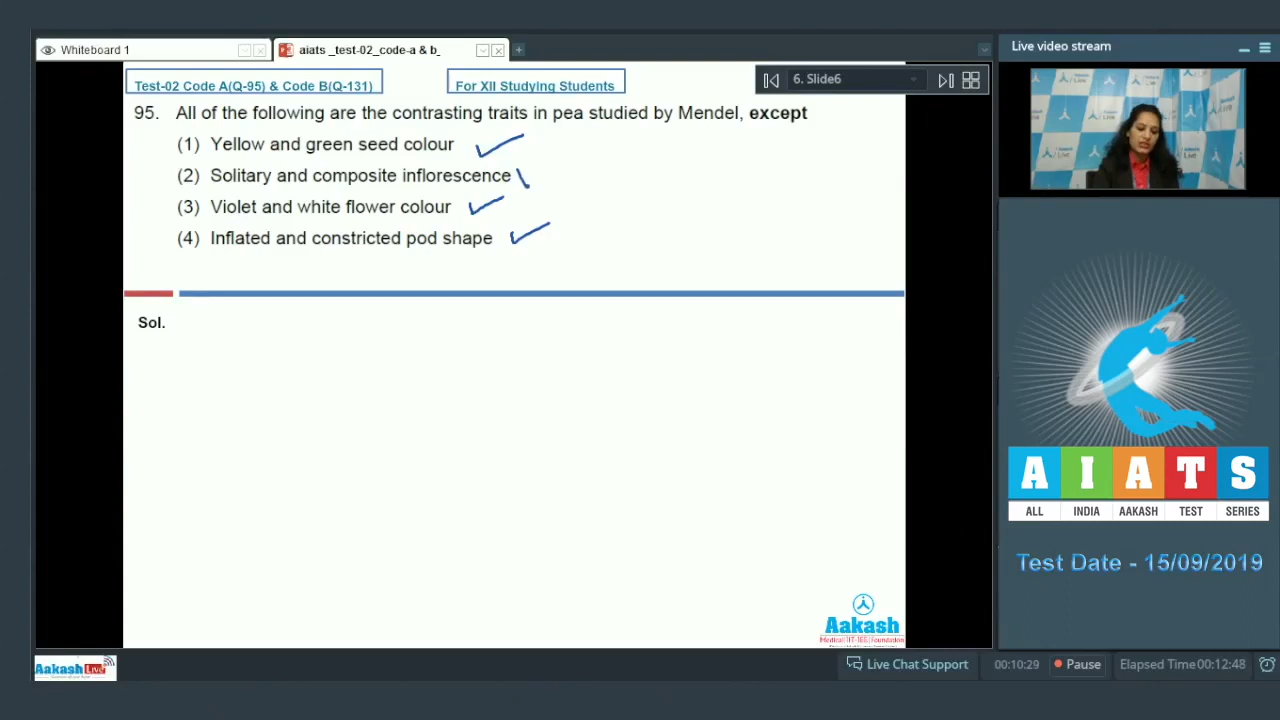 Whiteboard 1
aiats _test-02_code-a & b_
Live video stream
Test-02 Code A(Q-95) & Code B(Q-131)
For XII Studying Students
6. Slide6
95. All of the following are the contrasting traits in pea studied by Mendel, except
(1) Yellow and green seed colour
(2) Solitary and composite inflorescence
(3) Violet and white flower colour
(4) Inflated and constricted pod shape
Sol.
A I A T S
ALL INDIA AAKASH TEST SERIES
Test Date - 15/09/2019
Aakash
Medical|IIT-JEE|Foundation
Aakash Live
Live Chat Support
00:10:29
Pause
Elapsed Time 00:12:48